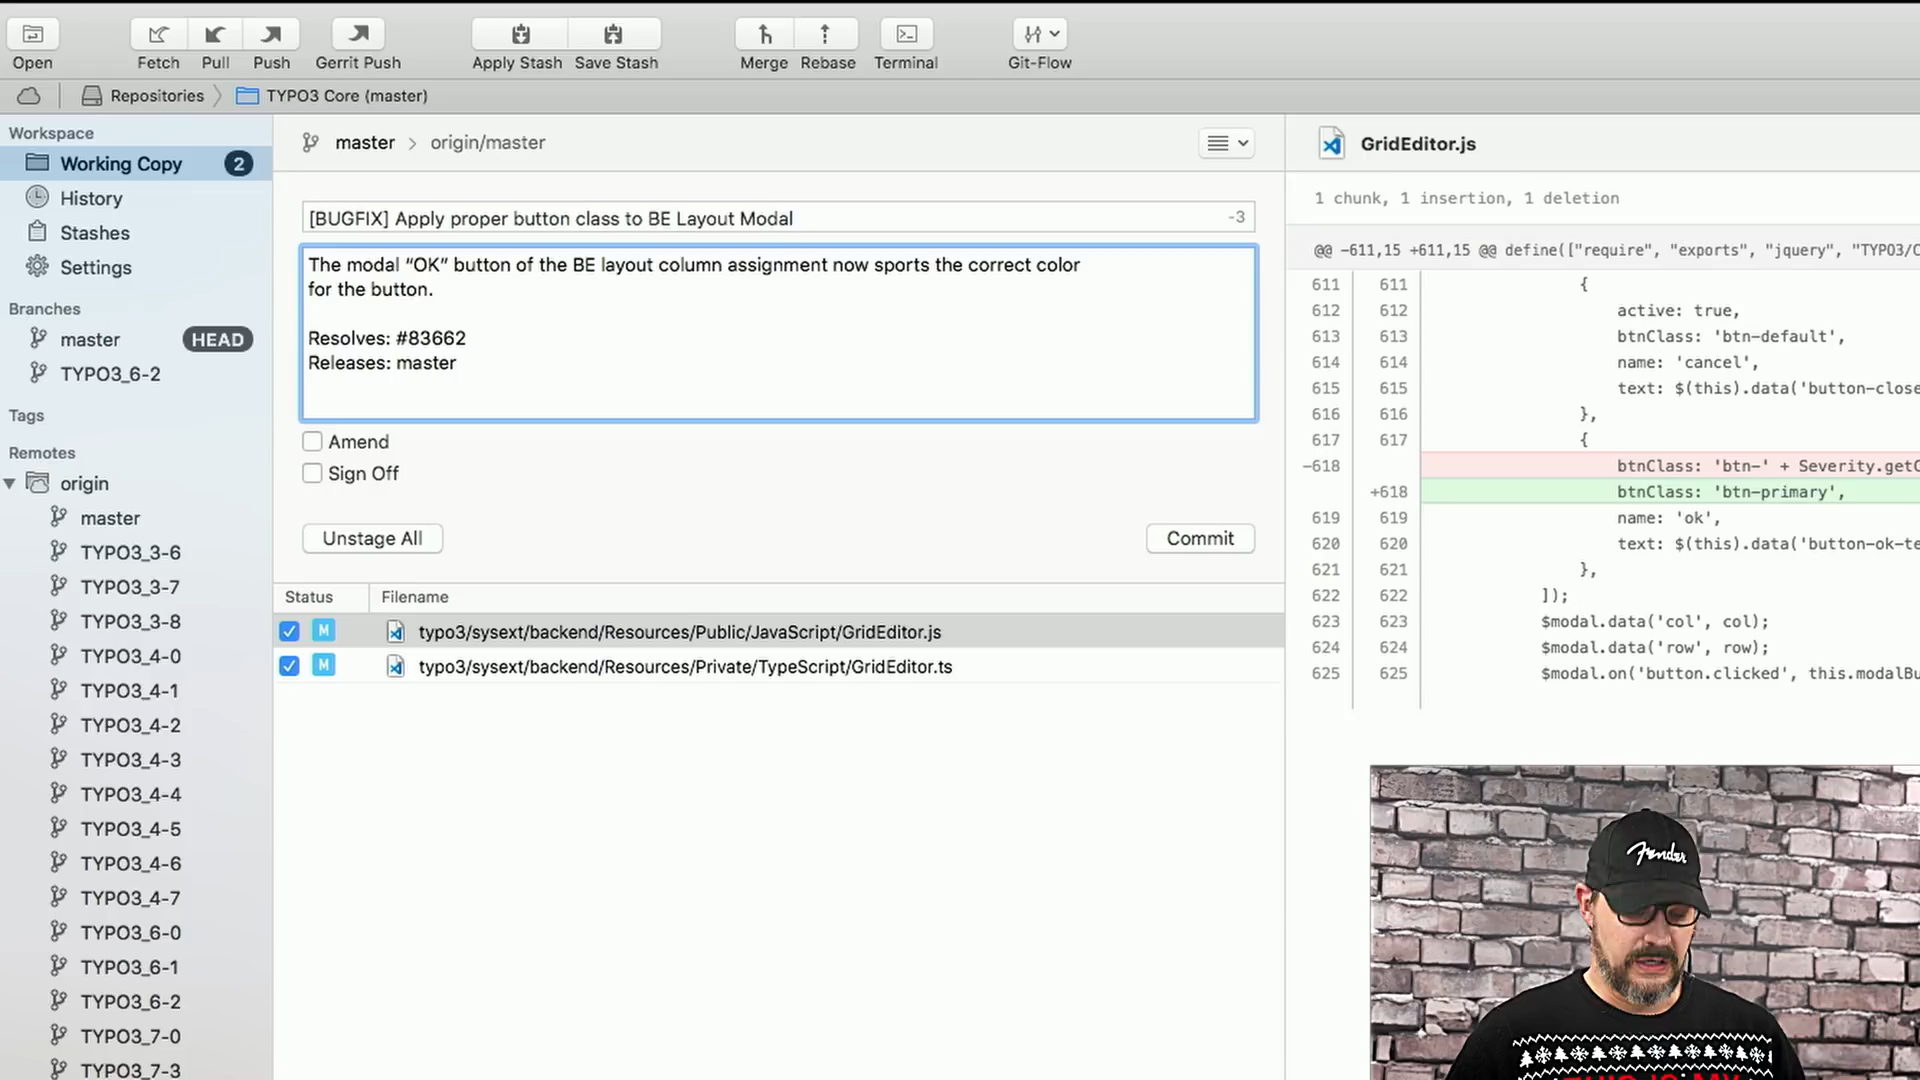 Open
Fetch
Pull
Push
Gerrit Push
Apply Stash
Save Stash
Merge
Rebase
Terminal
Git-Flow
Repositories
TYPO3 Core (master)
Workspace
Working Copy
2
History
Stashes
Settings
Branches
master
HEAD
TYPO3_6-2
Tags
Remotes
origin
master
TYPO3_3-6
TYPO3_3-7
TYPO3_3-8
TYPO3_4-0
TYPO3_4-1
TYPO3_4-2
TYPO3_4-3
TYPO3_4-4
TYPO3_4-5
TYPO3_4-6
TYPO3_4-7
TYPO3_6-0
TYPO3_6-1
TYPO3_6-2
TYPO3_7-0
TYPO3_7-3
master > origin/master
[BUGFIX] Apply proper button class to BE Layout Modal
-3
The modal “OK” button of the BE layout column assignment now sports the correct color
for the button.
Resolves: #83662
Releases: master
Amend
Sign Off
Unstage All
Commit
Status
Filename
M typo3/sysext/backend/Resources/Public/JavaScript/GridEditor.js
M typo3/sysext/backend/Resources/Private/TypeScript/GridEditor.ts
GridEditor.js
1 chunk, 1 insertion, 1 deletion
@@ -611,15 +611,15 @@ define(["require", "exports", "jquery", "TYPO3/C
611 611 {
612 612 active: true,
613 613 btnClass: 'btn-default',
614 614 name: 'cancel',
615 615 text: $(this).data('button-close
616 616 },
617 617 {
-618 btnClass: 'btn-' + Severity.getC
+618 btnClass: 'btn-primary',
619 619 name: 'ok',
620 620 text: $(this).data('button-ok-te
621 621 },
622 622 ]);
623 623 $modal.data('col', col);
624 624 $modal.data('row', row);
625 625 $modal.on('button.clicked', this.modalBu
Fender
THIS IS MY